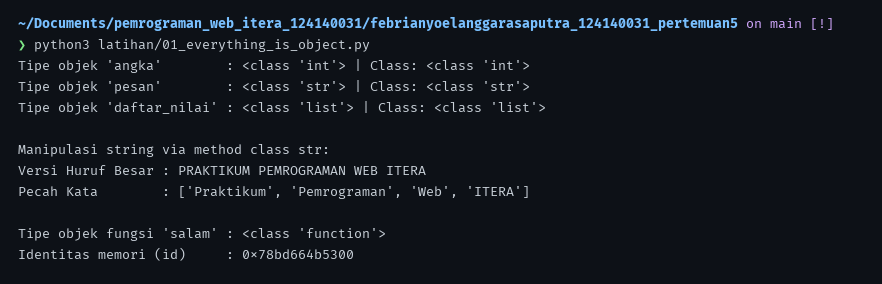 ~/Documents/pemrograman_web_itera_124140031/febrianyoelanggarasaputra_124140031_pertemuan5 on main [!]
❯ python3 latihan/01_everything_is_object.py
Tipe objek 'angka'        : <class 'int'> | Class: <class 'int'>
Tipe objek 'pesan'        : <class 'str'> | Class: <class 'str'>
Tipe objek 'daftar_nilai' : <class 'list'> | Class: <class 'list'>

Manipulasi string via method class str:
Versi Huruf Besar : PRAKTIKUM PEMROGRAMAN WEB ITERA
Pecah Kata        : ['Praktikum', 'Pemrograman', 'Web', 'ITERA']

Tipe objek fungsi 'salam' : <class 'function'>
Identitas memori (id)     : 0x78bd664b5300